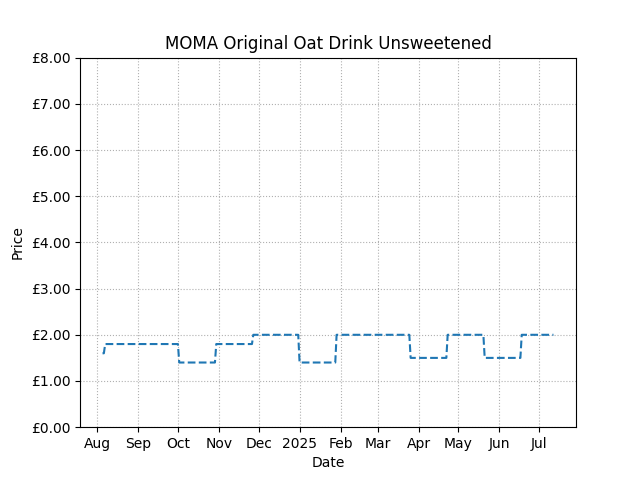 MOMA Original Oat Drink Unsweetened
£8.00
£7.00
£6.00
£5.00
£4.00
£3.00
£2.00
£1.00
£0.00
Price
Aug Sep Oct Nov Dec 2025 Feb Mar Apr May Jun Jul
Date